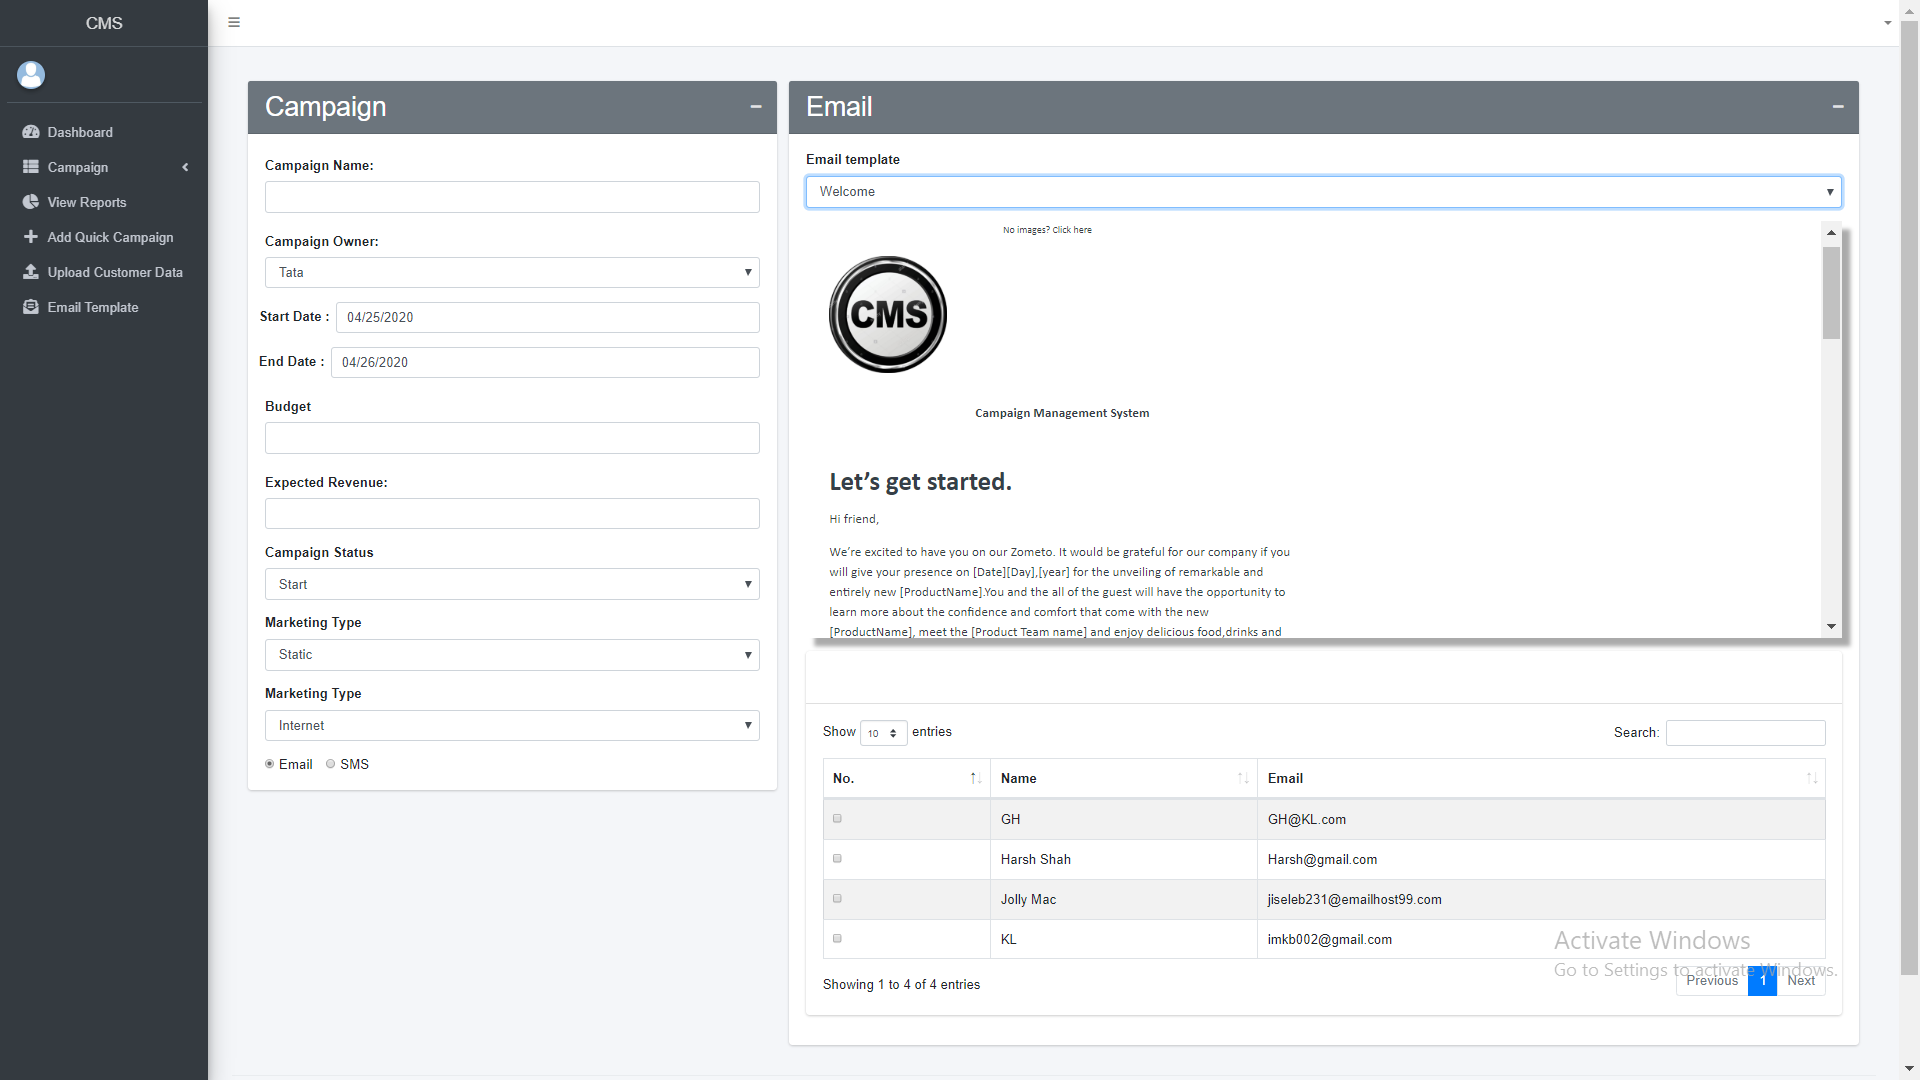 CMS
Dashboard
Campaign
View Reports
Add Quick Campaign
Upload Customer Data
Email Template
Campaign
Campaign Name:
Campaign Owner:
Tata
Start Date :
04/25/2020
End Date :
04/26/2020
Budget
Expected Revenue:
Campaign Status
Start
Marketing Type
Static
Marketing Type
Internet
Email SMS
Email
Email template
Welcome
No images? Click here
CMS
Campaign Management System
Let’s get started.
Hi friend,
We’re excited to have you on our Zometo. It would be grateful for our company if you
will give your presence on [Date][Day],[year] for the unveiling of remarkable and
entirely new [ProductName].You and the all of the guest will have the opportunity to
learn more about the confidence and comfort that come with the new
[ProductName], meet the [Product Team name] and enjoy delicious food,drinks and
Show 10 entries
Search:
No. Name Email
GH GH@KL.com
Harsh Shah Harsh@gmail.com
Jolly Mac jiseleb231@emailhost99.com
KL imkb002@gmail.com
Showing 1 to 4 of 4 entries
Previous 1 Next
Activate Windows
Go to Settings to activate Windows.